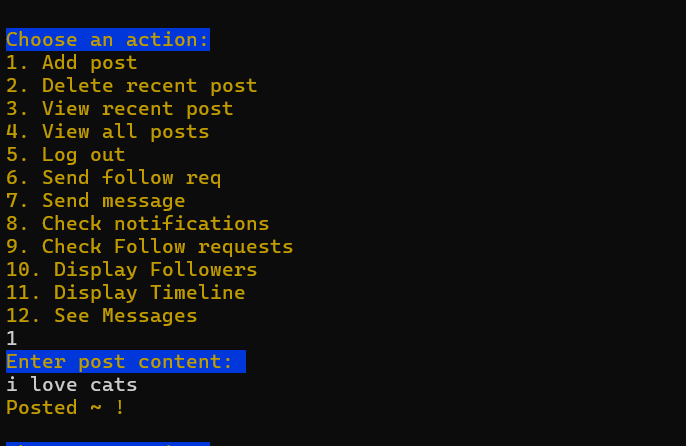 Choose an action:
1. Add post
2. Delete recent post
3. View recent post
4. View all posts
5. Log out
6. Send follow req
7. Send message
8. Check notifications
9. Check Follow requests
10. Display Followers
11. Display Timeline
12. See Messages
1
Enter post content:
i love cats
Posted ~ !